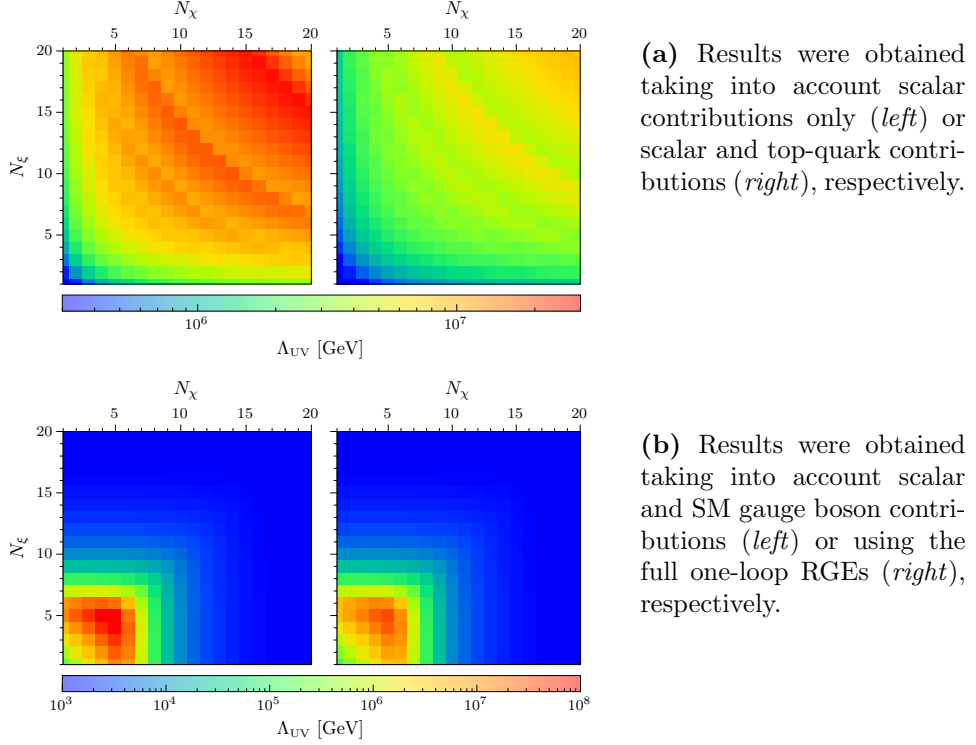 N_χ
N_χ
5 10 15 20
5 10 15 20
20
15
10
5
N_ξ
10^6 10^7
Λ_UV [GeV]
(a) Results were obtained
taking into account scalar
contributions only (left) or
scalar and top-quark contri-
butions (right), respectively.
N_χ
N_χ
5 10 15 20
5 10 15 20
20
15
10
5
N_ξ
10^3 10^4 10^5 10^6 10^7 10^8
Λ_UV [GeV]
(b) Results were obtained
taking into account scalar
and SM gauge boson contri-
butions (left) or using the
full one-loop RGEs (right),
respectively.